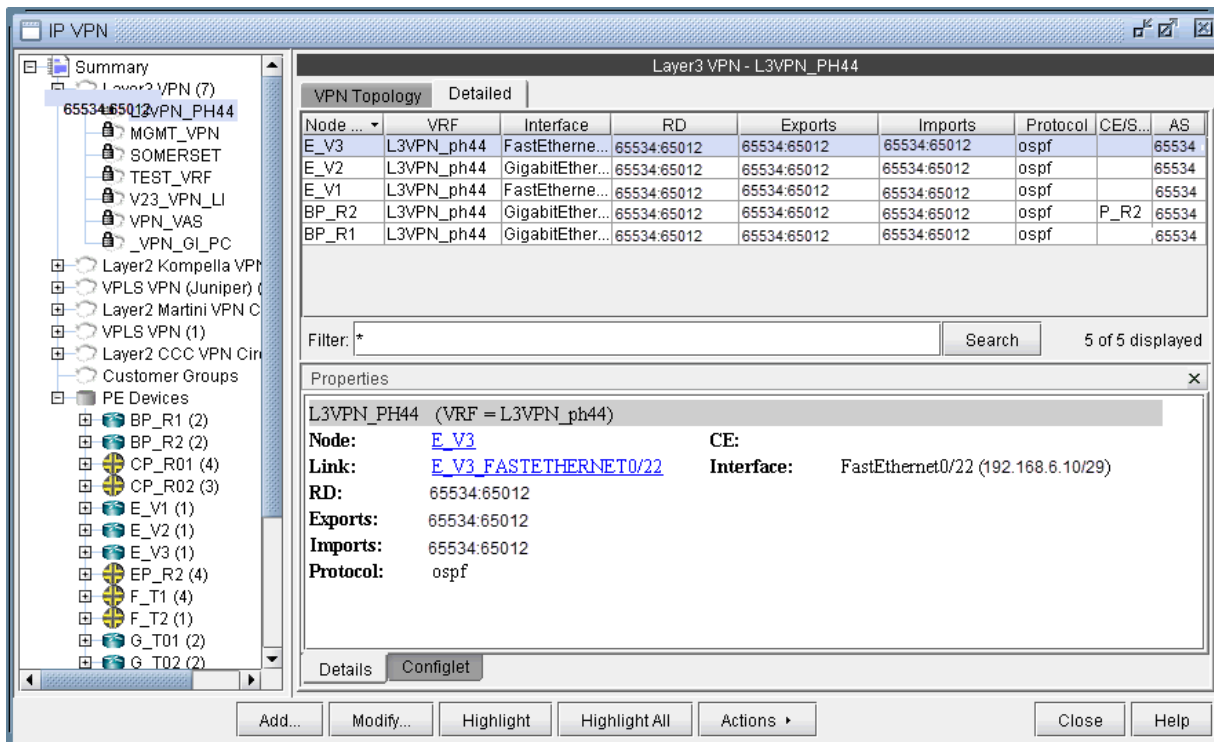 IP VPN
Summary
Layer3 VPN (7)
65534:65012
L3VPN_PH44
MGMT_VPN
SOMERSET
TEST_VRF
V23_VPN_LI
VPN_VAS
_VPN_GI_PC
Layer2 Kompella VPN
VPLS VPN (Juniper) (
Layer2 Martini VPN C
VPLS VPN (1)
Layer2 CCC VPN Circ
Customer Groups
PE Devices
BP_R1 (2)
BP_R2 (2)
CP_R01 (4)
CP_R02 (3)
E_V1 (1)
E_V2 (1)
E_V3 (1)
EP_R2 (4)
F_T1 (4)
F_T2 (1)
G_T01 (2)
G_T02 (2)
Layer3 VPN - L3VPN_PH44
VPN Topology Detailed
Node ... VRF Interface RD Exports Imports Protocol CE/S... AS
E_V3 L3VPN_ph44 FastEtherne... 65534:65012 65534:65012 65534:65012 ospf 65534
E_V2 L3VPN_ph44 GigabitEther... 65534:65012 65534:65012 65534:65012 ospf 65534
E_V1 L3VPN_ph44 FastEtherne... 65534:65012 65534:65012 65534:65012 ospf 65534
BP_R2 L3VPN_ph44 GigabitEther... 65534:65012 65534:65012 65534:65012 ospf P_R2 65534
BP_R1 L3VPN_ph44 GigabitEther... 65534:65012 65534:65012 65534:65012 ospf 65534
Filter: * Search 5 of 5 displayed
Properties
L3VPN_PH44 (VRF = L3VPN_ph44)
Node: E_V3 CE:
Link: E_V3_FASTETHERNET0/22 Interface: FastEthernet0/22 (192.168.6.10/29)
RD: 65534:65012
Exports: 65534:65012
Imports: 65534:65012
Protocol: ospf
Details Configlet
Add... Modify... Highlight Highlight All Actions Close Help